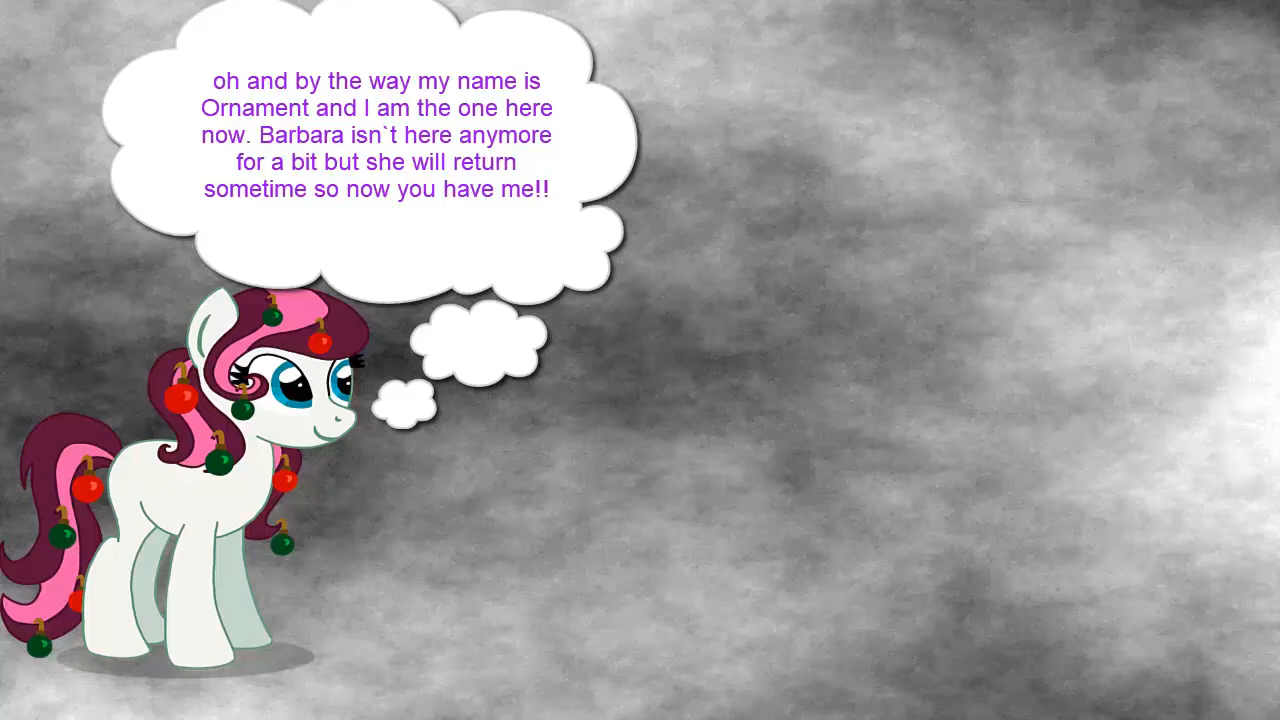 oh and by the way my name is
Ornament and I am the one here
now. Barbara isn`t here anymore
for a bit but she will return
sometime so now you have me!!